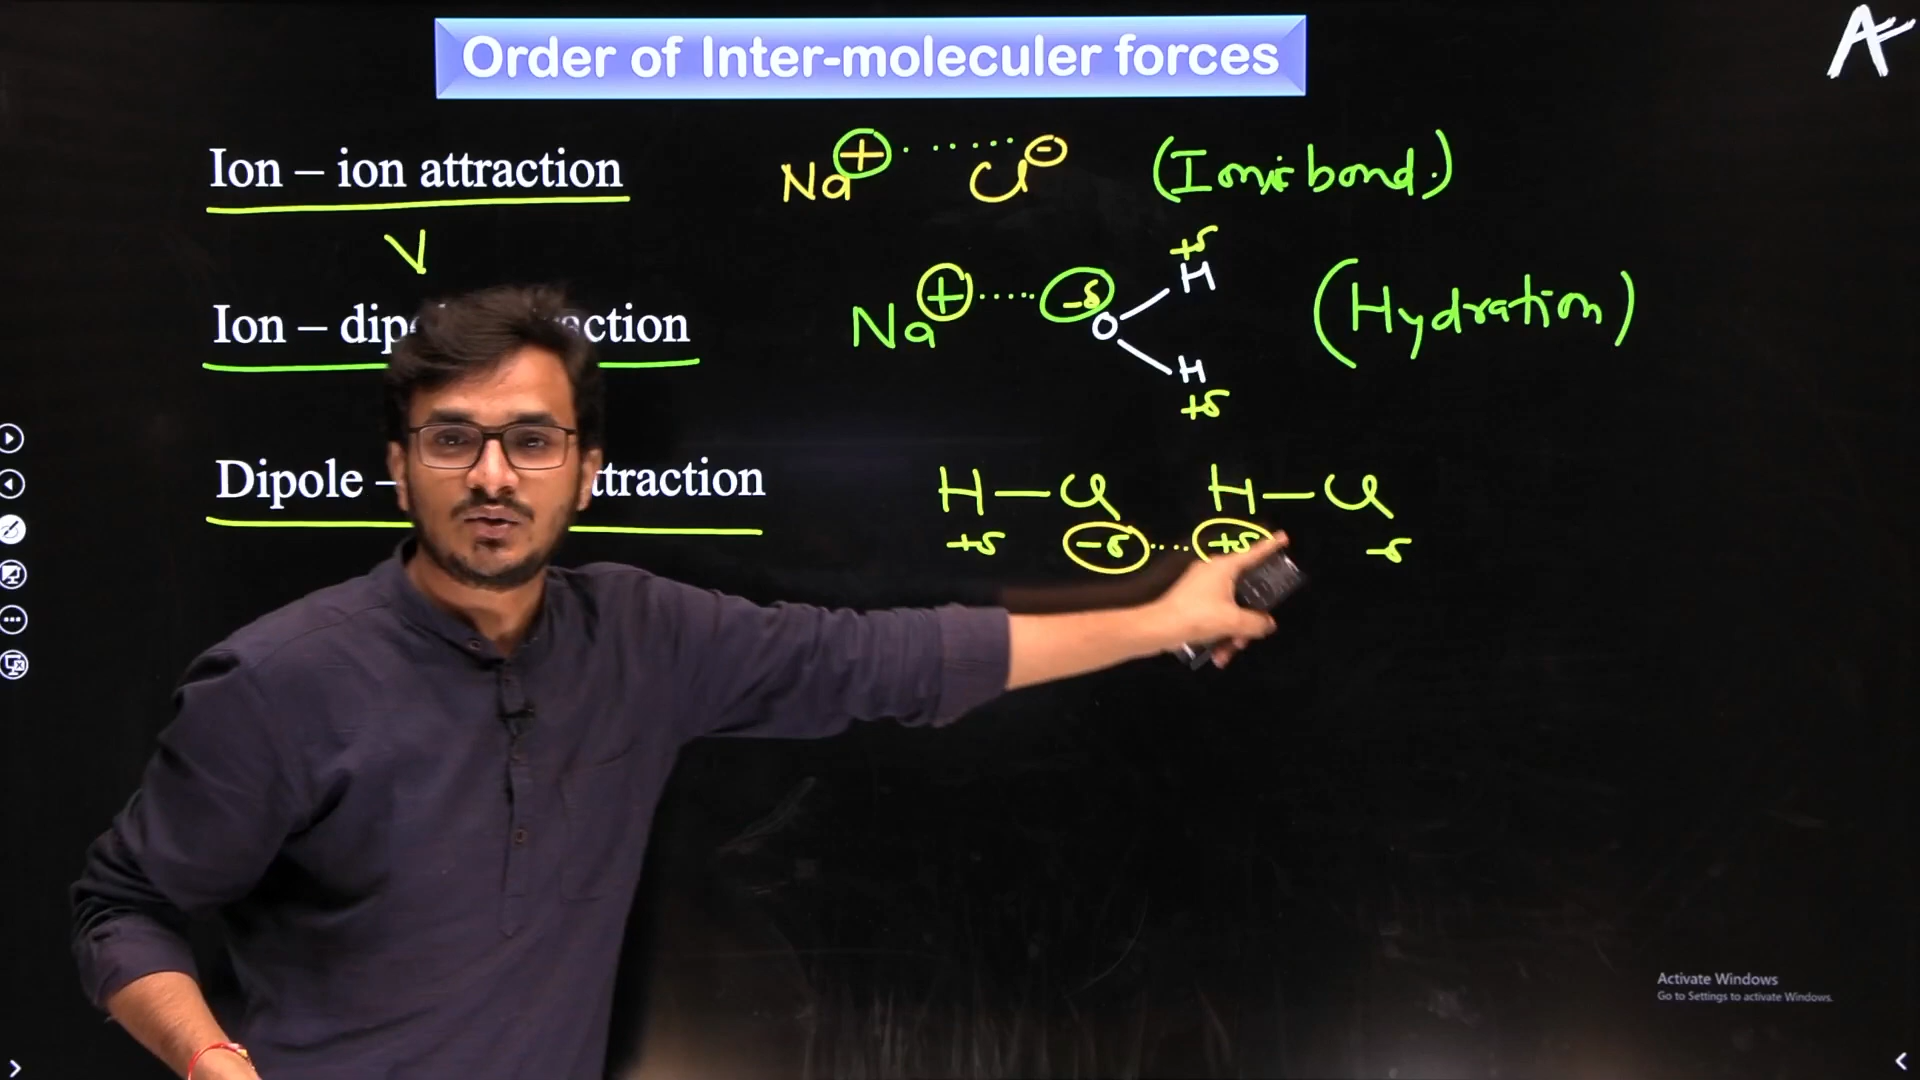 Order of Inter-moleculer forces
Ion – ion attraction
Na + ...... Cl - (Ionic bond.)
V
Ion – dip ction
Na + ..... -δ O H +δ H +δ (Hydration)
Dipole – ttraction
H — Cl H — Cl
+δ -δ .... +δ -δ
Activate Windows
Go to Settings to activate Windows.